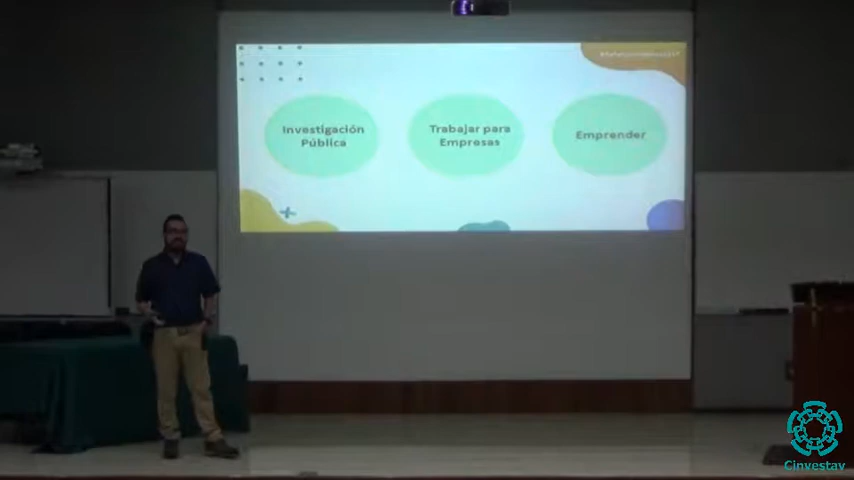 Investigación
Pública
Trabajar para
Empresas
Emprender
Cinvestav